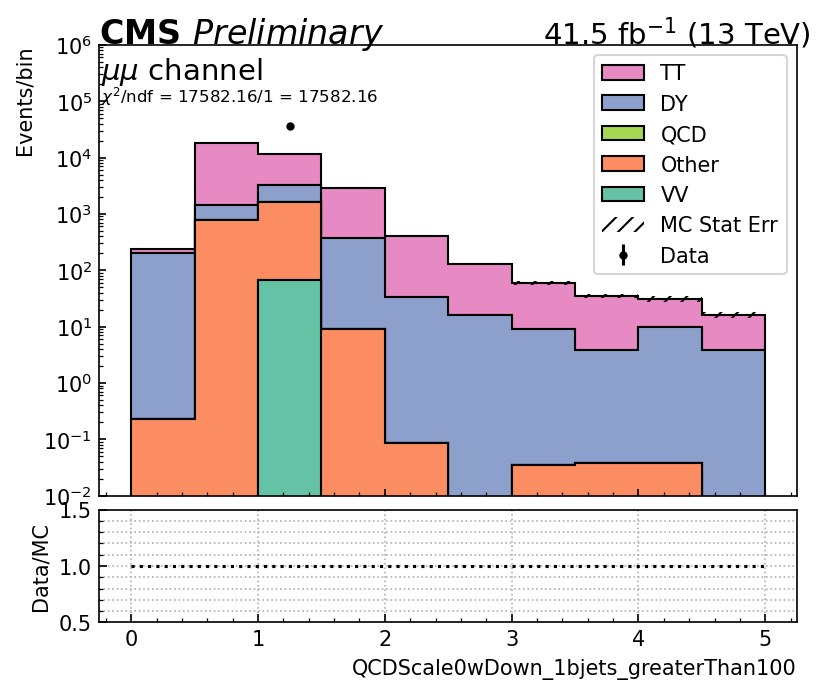 CMS Preliminary
41.5 fb⁻¹ (13 TeV)
Events/bin
10⁶
10⁵
10⁴
10³
10²
10¹
10⁰
10⁻¹
10⁻²
μμ channel
χ²/ndf = 17582.16/1 = 17582.16
TT
DY
QCD
Other
VV
MC Stat Err
Data
Data/MC
1.5
1.0
0.5
0 1 2 3 4 5
QCDScale0wDown_1bjets_greaterThan100